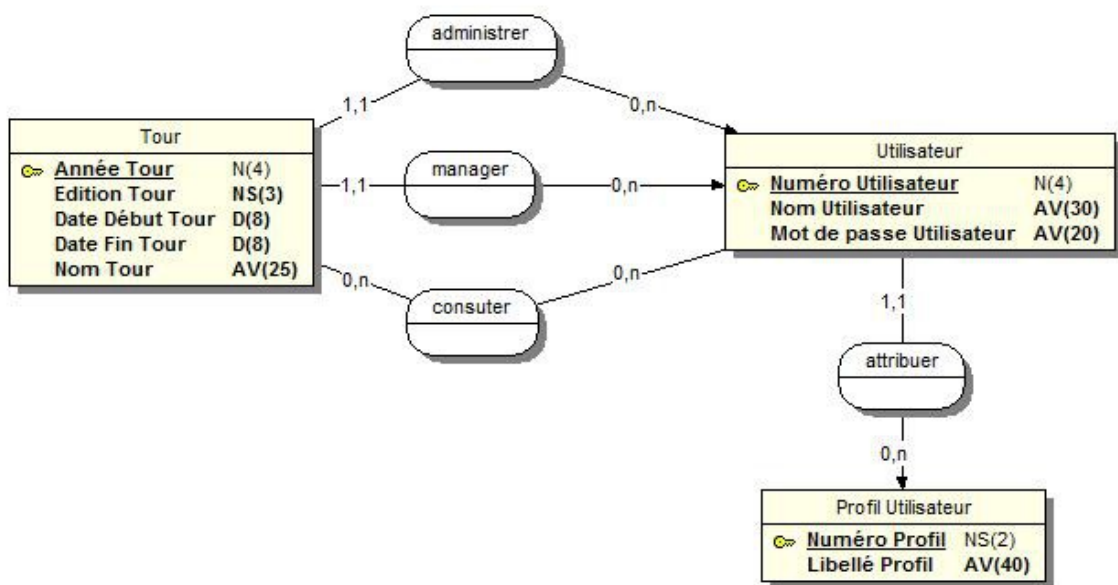 administrer
1,1
0,n
Tour
Année Tour N(4)
Edition Tour NS(3)
Date Début Tour D(8)
Date Fin Tour D(8)
Nom Tour AV(25)
1,1
manager
0,n
Utilisateur
Numéro Utilisateur N(4)
Nom Utilisateur AV(30)
Mot de passe Utilisateur AV(20)
0,n
consuter
0,n
1,1
attribuer
0,n
Profil Utilisateur
Numéro Profil NS(2)
Libellé Profil AV(40)